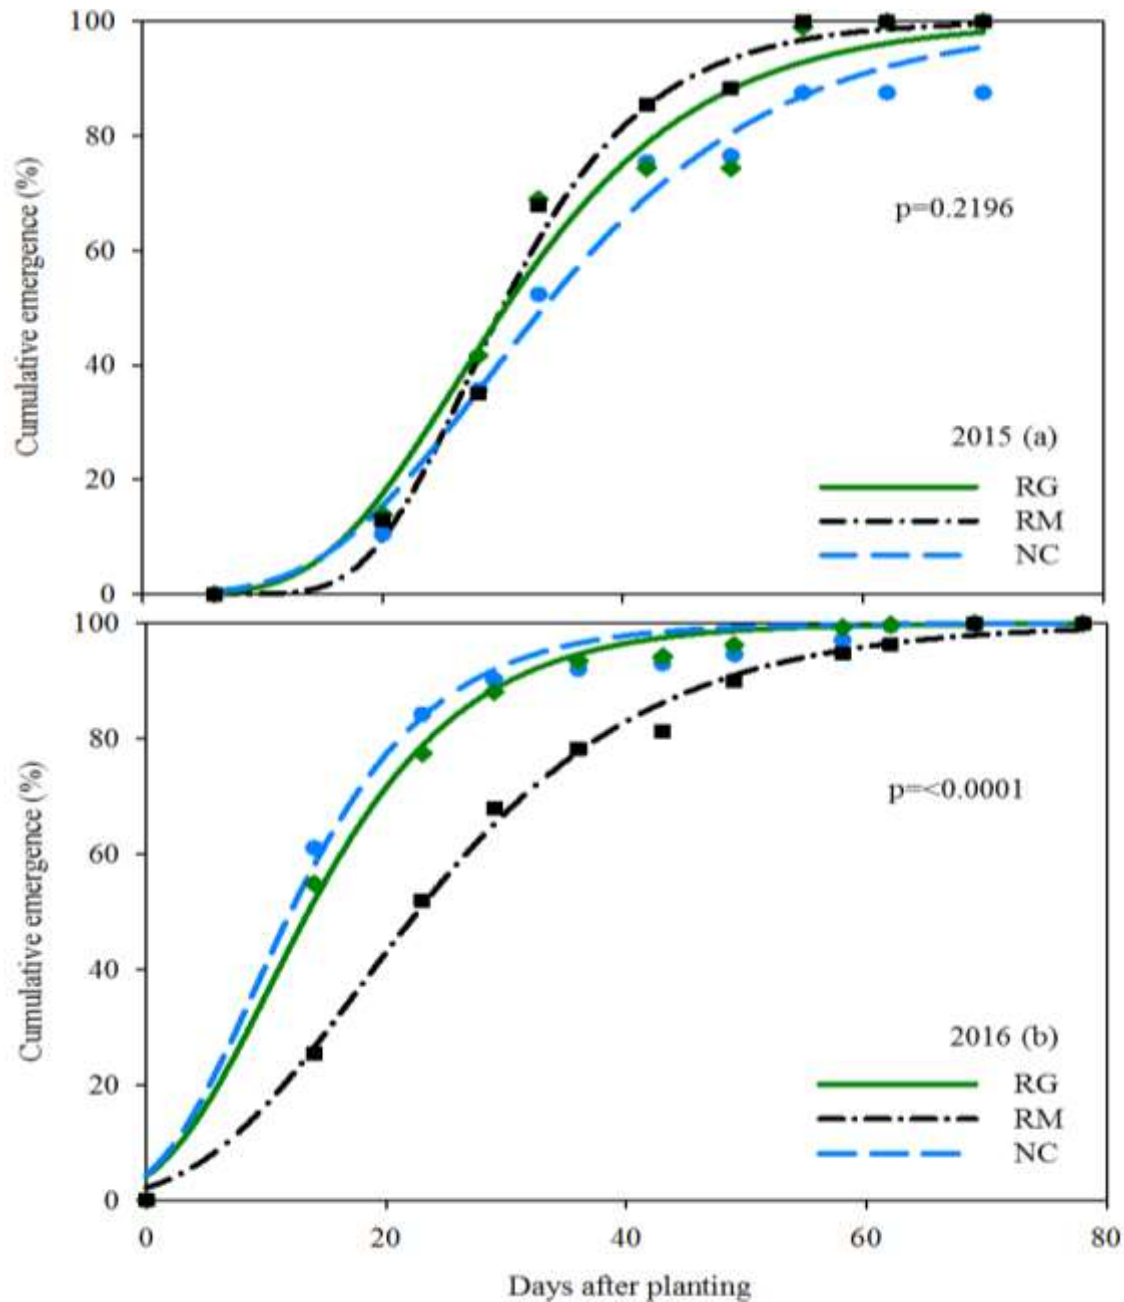 100
80
60
40
20
0
Cumulative emergence (%)
p=0.2196
2015 (a)
RG
RM
NC
100
80
60
40
20
0
Cumulative emergence (%)
p=<0.0001
2016 (b)
RG
RM
NC
0 20 40 60 80
Days after planting